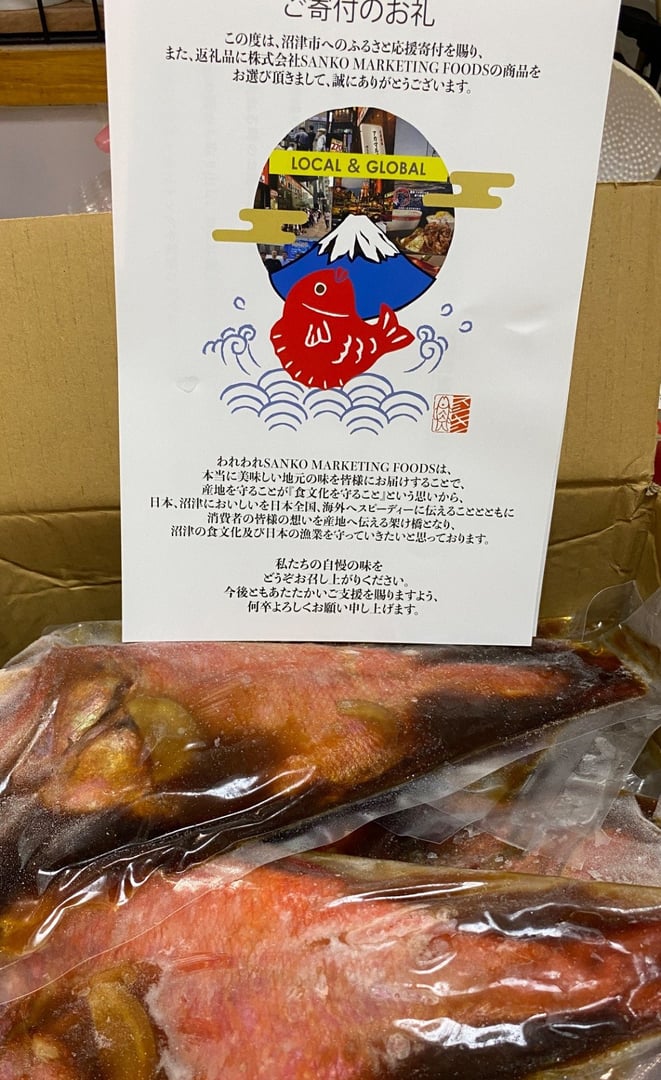 ご寄付のお礼
この度は、沼津市へのふるさと応援寄付を賜り、
また、返礼品に株式会社SANKO MARKETING FOODSの商品を
お選び頂きまして、誠にありがとうございます。
LOCAL & GLOBAL
われわれSANKO MARKETING FOODSは、
本当に美味しい地元の味を皆様にお届けすることで、
産地を守ることが『食文化を守ること』という思いから、
日本、沼津においしいを日本全国、海外へスピーディーに伝えることとともに
消費者の皆様の想いを産地へ伝える架け橋となり、
沼津の食文化及び日本の漁業を守っていきたいと思っております。
私たちの自慢の味を
どうぞお召し上がりください。
今後ともあたたかいご支援を賜りますよう、
何卒よろしくお願い申し上げます。